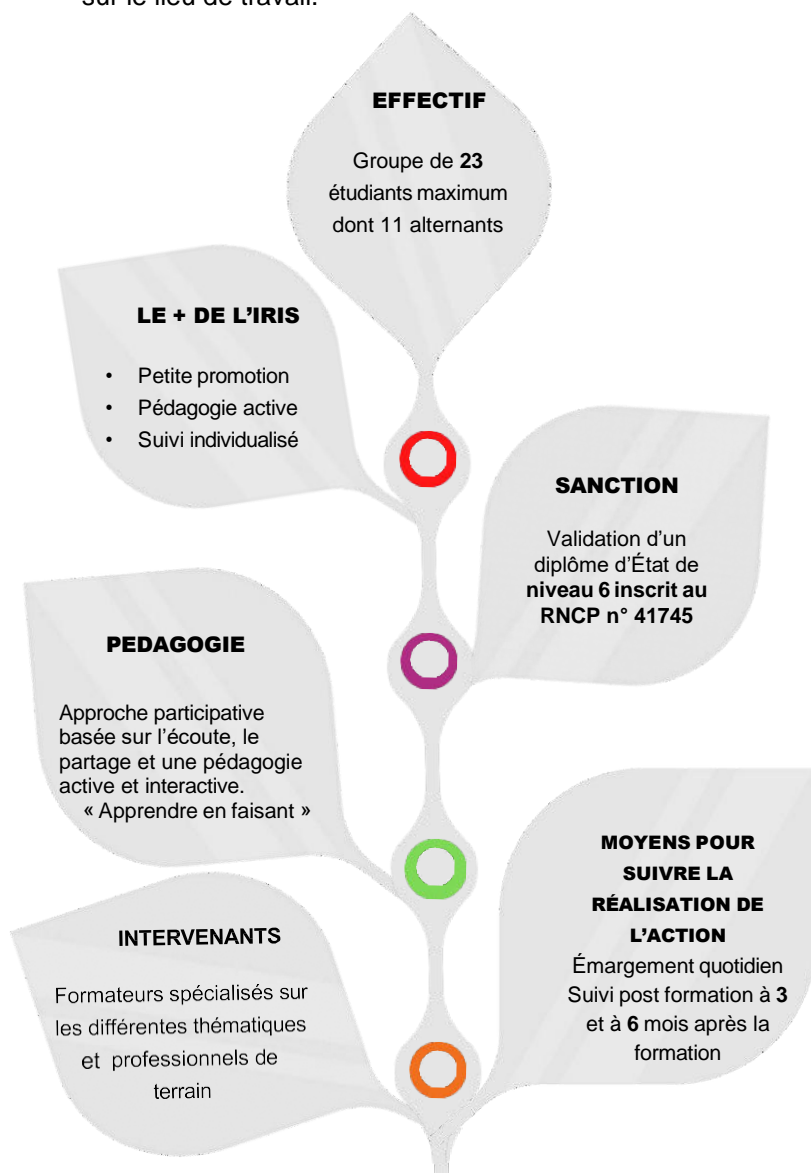 sur le lieu de travail.
EFFECTIF
Groupe de 23
étudiants maximum
dont 11 alternants
LE + DE L’IRIS
• Petite promotion
• Pédagogie active
• Suivi individualisé
SANCTION
Validation d’un
diplôme d’État de
niveau 6 inscrit au
RNCP n° 41745
PEDAGOGIE
Approche participative
basée sur l’écoute, le
partage et une pédagogie
active et interactive.
« Apprendre en faisant »
MOYENS POUR
SUIVRE LA
RÉALISATION DE
L’ACTION
Émargement quotidien
Suivi post formation à 3
et à 6 mois après la
formation
INTERVENANTS
Formateurs spécialisés sur
les différentes thématiques
et professionnels de
terrain